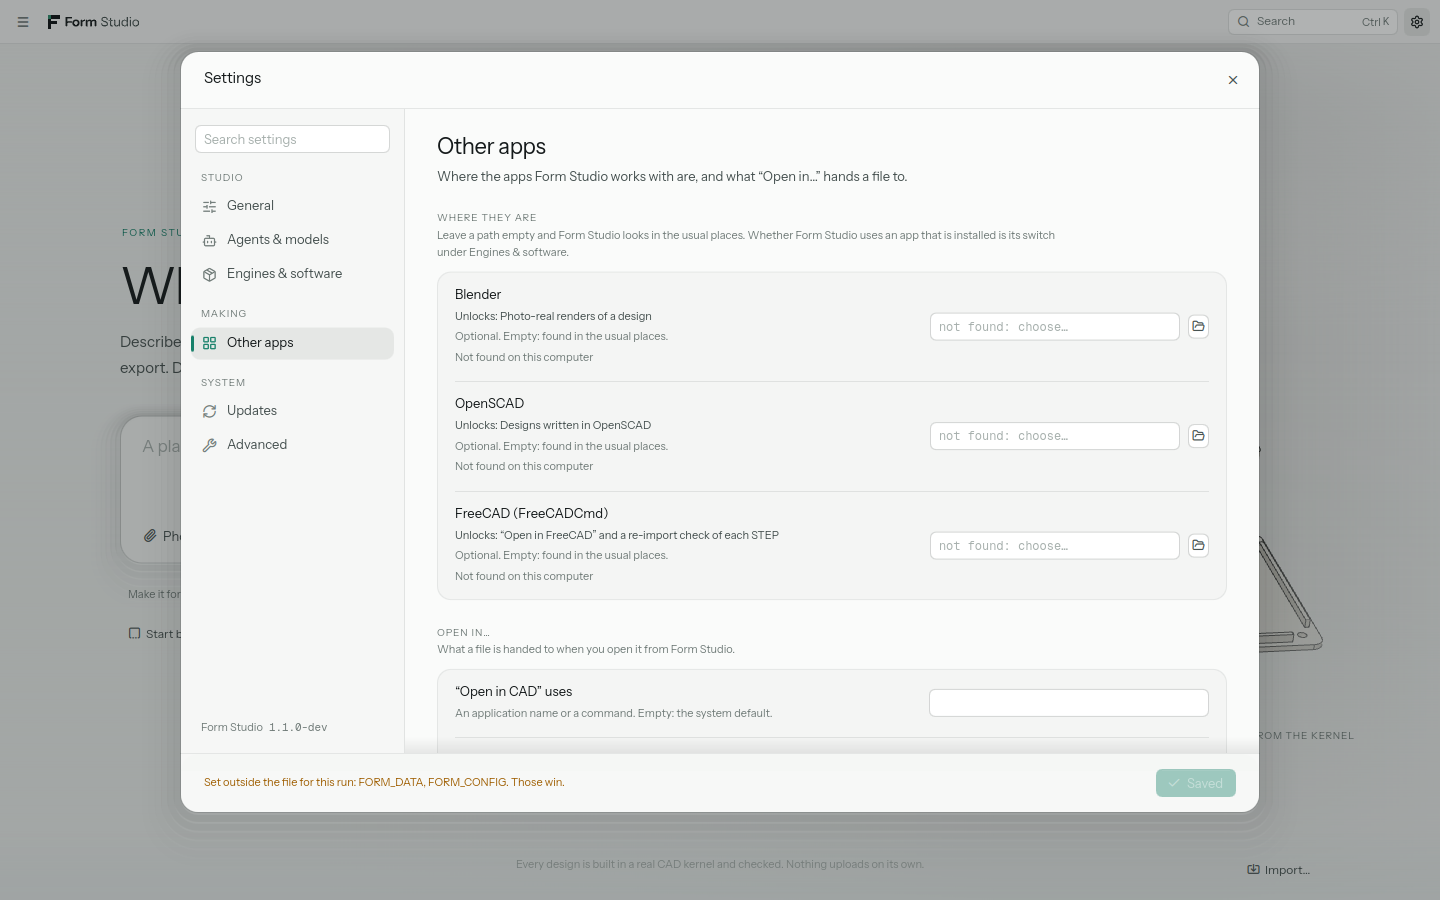 Form Studio
Search Ctrl K
Settings
Search settings
STUDIO
General
Agents & models
Engines & software
MAKING
Other apps
SYSTEM
Updates
Advanced
Form Studio 1.1.0-dev
Other apps
Where the apps Form Studio works with are, and what “Open in…” hands a file to.
WHERE THEY ARE
Leave a path empty and Form Studio looks in the usual places. Whether Form Studio uses an app that is installed is its switch
under Engines & software.
Blender
Unlocks: Photo-real renders of a design
Optional. Empty: found in the usual places.
Not found on this computer
not found: choose…
OpenSCAD
Unlocks: Designs written in OpenSCAD
Optional. Empty: found in the usual places.
Not found on this computer
not found: choose…
FreeCAD (FreeCADCmd)
Unlocks: “Open in FreeCAD” and a re-import check of each STEP
Optional. Empty: found in the usual places.
Not found on this computer
not found: choose…
OPEN IN…
What a file is handed to when you open it from Form Studio.
“Open in CAD” uses
An application name or a command. Empty: the system default.
Set outside the file for this run: FORM_DATA, FORM_CONFIG. Those win.
Saved
FORM STU
Describe
export. D
A pla
Make it for
Start b
THE KERNEL
Every design is built in a real CAD kernel and checked. Nothing uploads on its own.
Import…